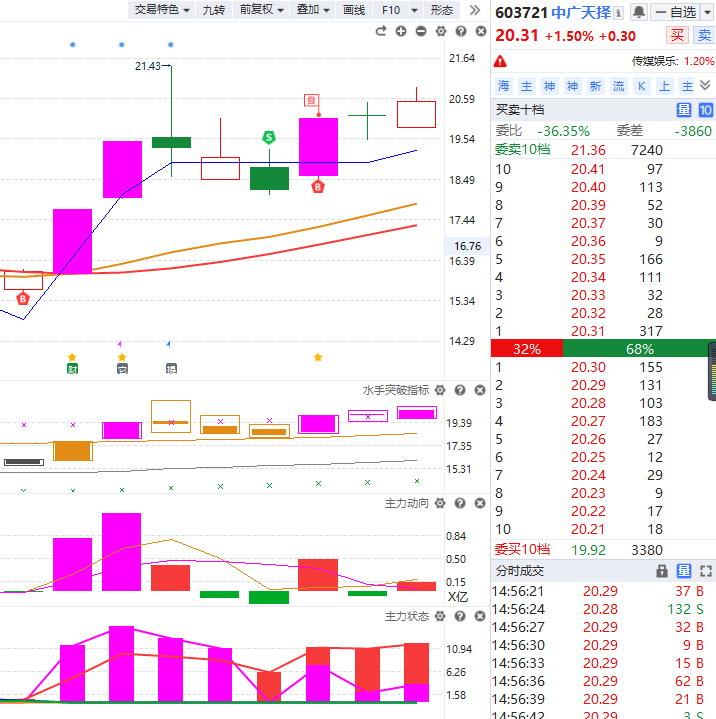 交易特色 九转 前复权 叠加 画线 F10 形态
603721 中广天择
20.31 +1.50% +0.30 买 卖
一 自选
传媒娱乐: 1.20%
海 主 神 神 新 流 K 上 主
买卖十档 量 10
委比 -36.35% 委差 -3860
委卖10档 21.36 7240
10 20.41 97
9 20.40 113
8 20.39 52
7 20.37 30
6 20.36 9
5 20.35 166
4 20.34 111
3 20.33 32
2 20.32 28
1 20.31 317
32% 68%
1 20.30 155
2 20.29 131
3 20.28 103
4 20.27 183
5 20.26 27
6 20.25 12
7 20.24 29
8 20.23 9
9 20.22 17
10 20.21 18
委买10档 19.92 3380
分时成交 量
14:56:21 20.29 37 B
14:56:24 20.28 132 S
14:56:27 20.29 32 B
14:56:30 20.29 9 B
14:56:33 20.29 15 B
14:56:36 20.29 62 B
14:56:39 20.29 21 B
14:56:42 20.29 3 S
21.43
自
S
B
B
财
21.64
20.59
19.54
18.49
17.44
16.76
16.39
15.34
14.29
水手突破指标
19.39
17.35
15.31
主力动向
0.84
0.50
0.15
X亿
主力状态
10.94
6.26
1.58